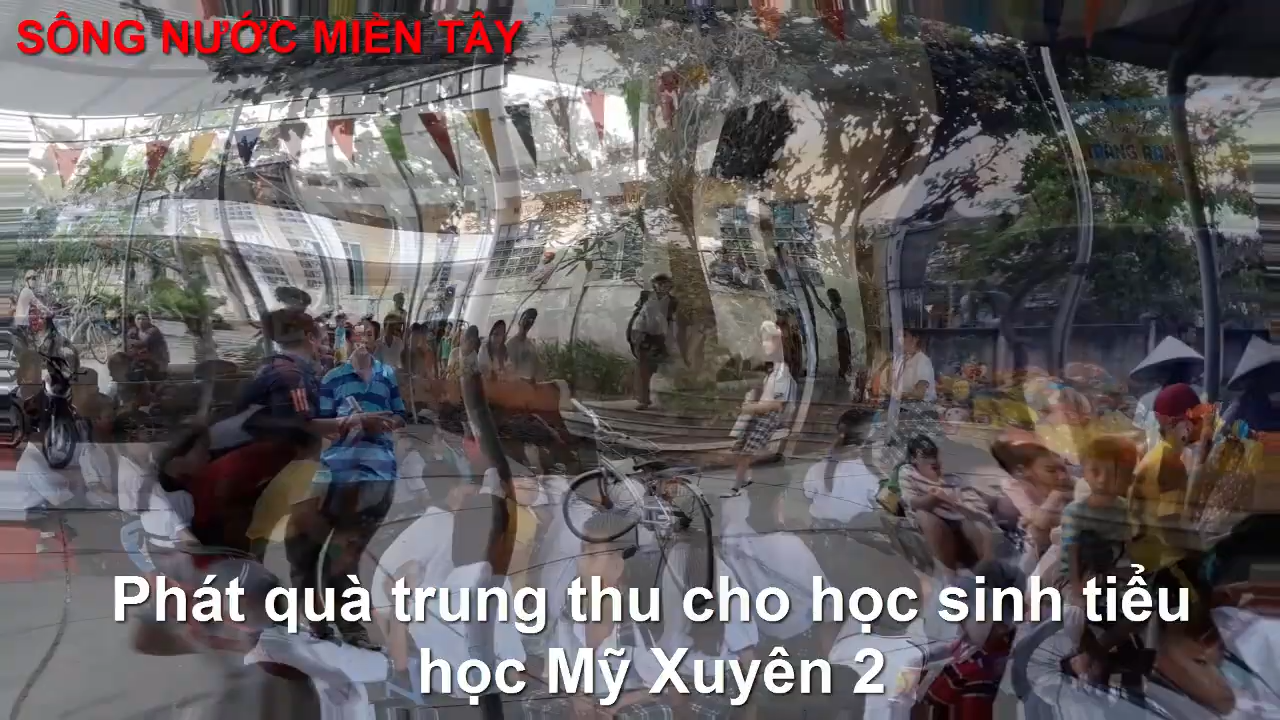 SÔNG NƯỚC MIỀN TÂY
Phát quà trung thu cho học sinh tiểu
học Mỹ Xuyên 2